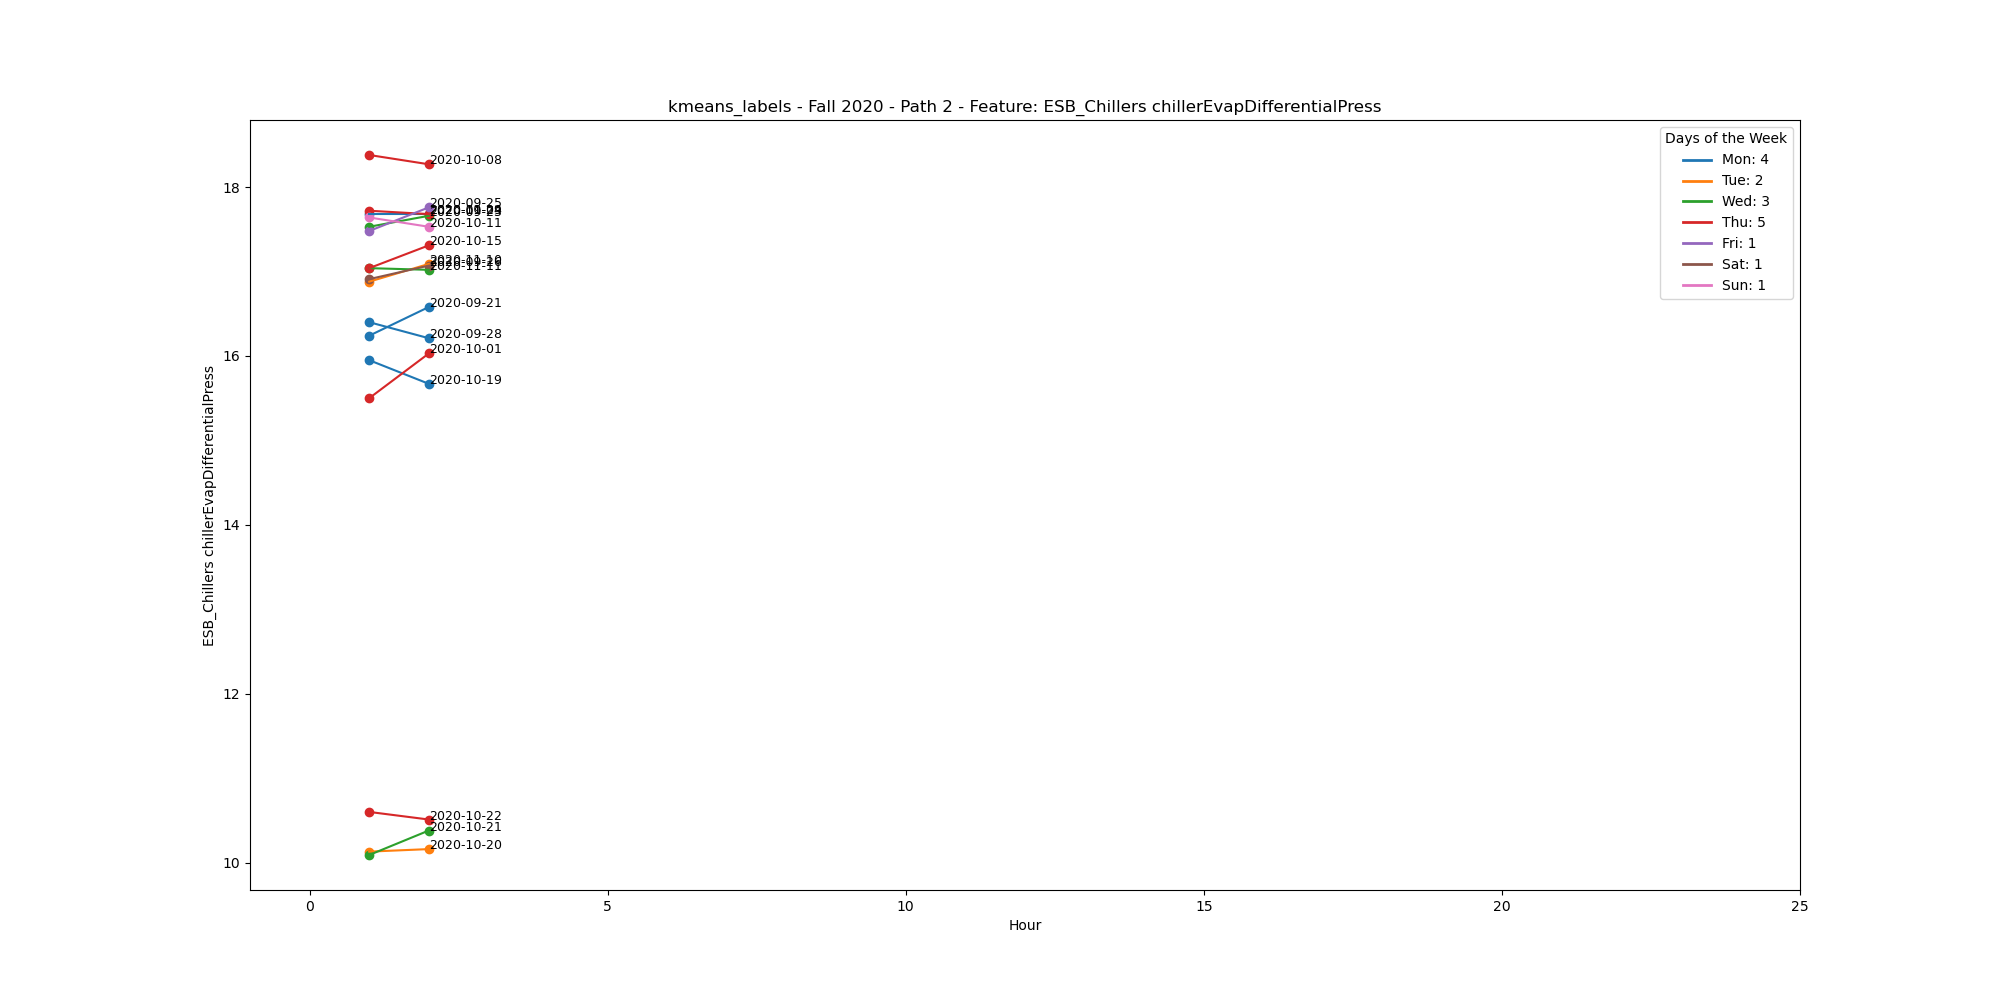 kmeans_labels - Fall 2020 - Path 2 - Feature: ESB_Chillers chillerEvapDifferentialPress
Days of the Week
Mon: 4
Tue: 2
Wed: 3
Thu: 5
Fri: 1
Sat: 1
Sun: 1
ESB_Chillers chillerEvapDifferentialPress
18
16
14
12
10
2020-10-08
2020-09-25
2020-10-11
2020-10-15
2020-11-11
2020-09-21
2020-09-28
2020-10-01
2020-10-19
2020-10-22
2020-10-21
2020-10-20
0 5 10 15 20 25
Hour